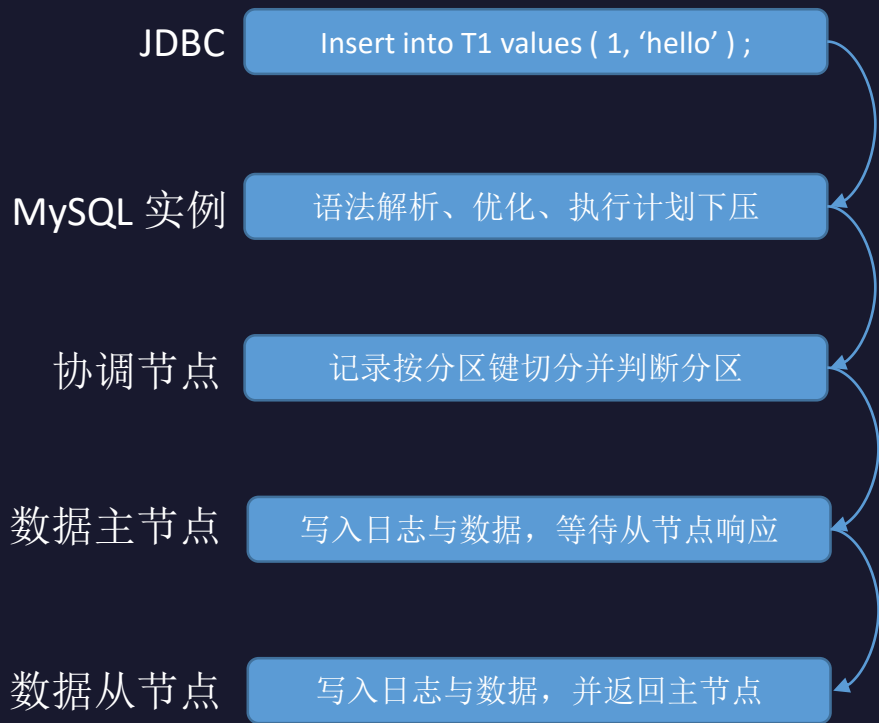 JDBC
Insert into T1 values ( 1, ‘hello’ ) ;
MySQL 实例
语法解析、优化、执行计划下压
协调节点
记录按分区键切分并判断分区
数据主节点
写入日志与数据，等待从节点响应
数据从节点
写入日志与数据，并返回主节点